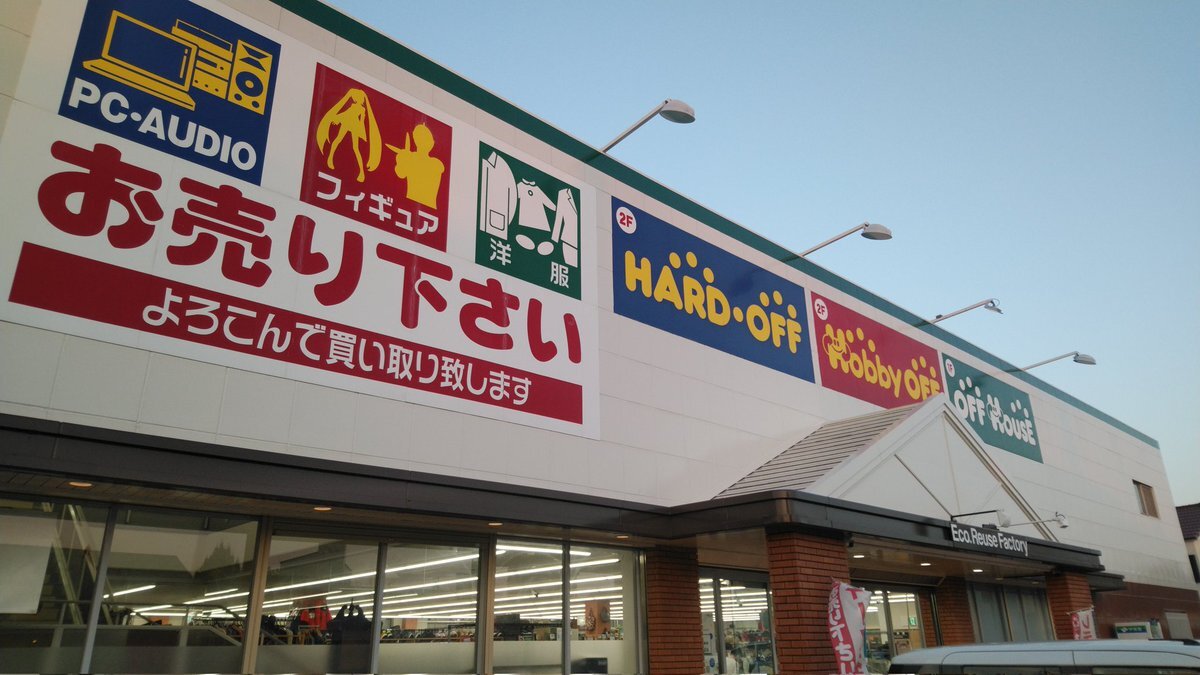 PC・AUDIO
フィギュア
洋服
お売り下さい
よろこんで買い取り致します
2F
HARD・OFF
2F
Hobby OFF
1F
OFF HOUSE
Eco.Reuse Factory